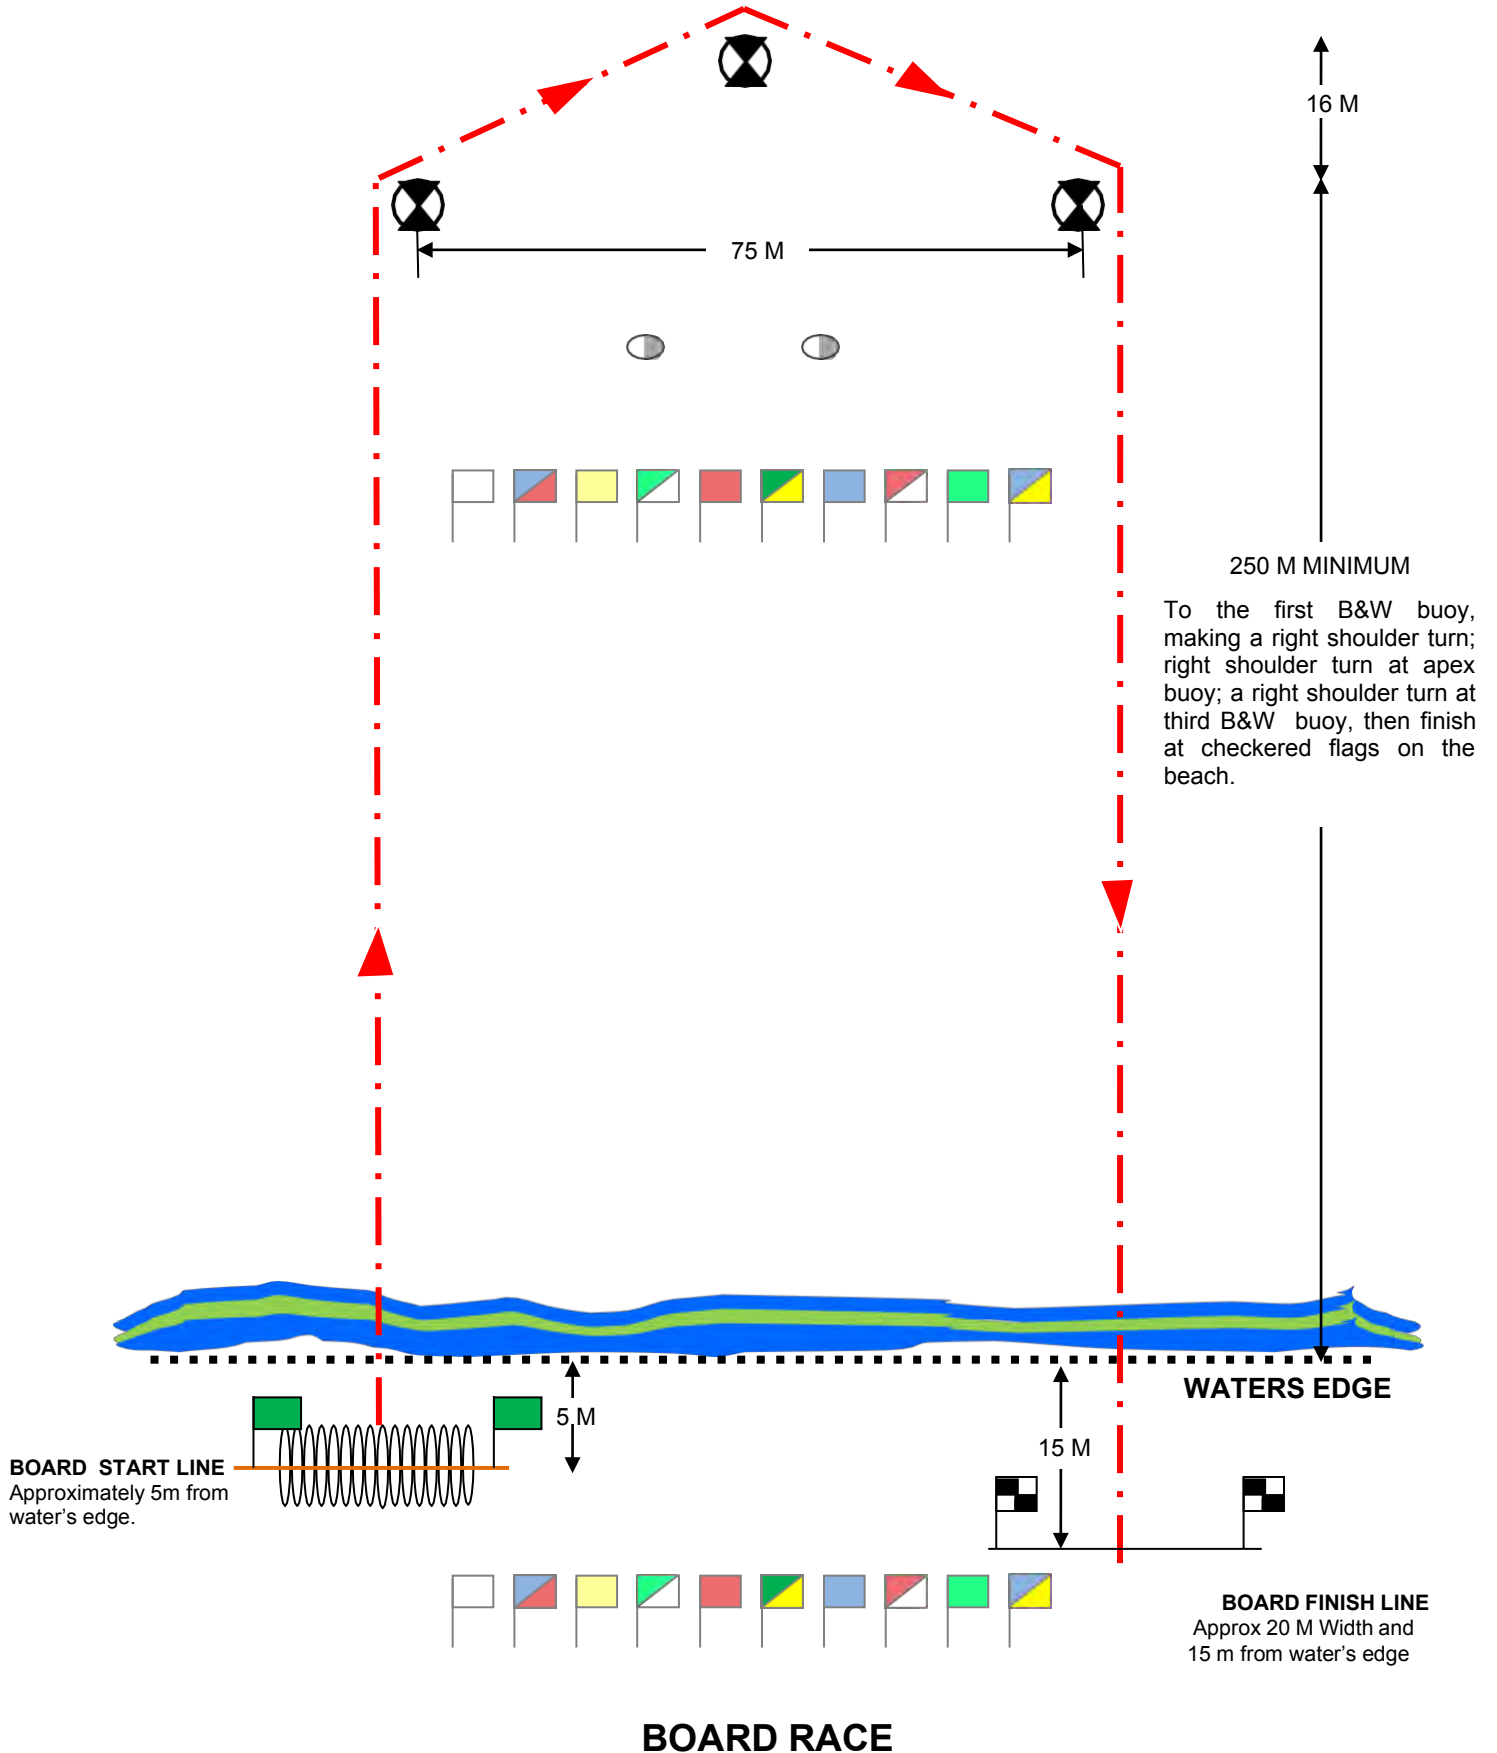 16 M
75 M
250 M MINIMUM
To the first B&W buoy,
making a right shoulder turn;
right shoulder turn at apex
buoy; a right shoulder turn at
third B&W buoy, then finish
at checkered flags on the
beach.
WATERS EDGE
5 M
15 M
BOARD START LINE
Approximately 5m from
water's edge.
BOARD FINISH LINE
Approx 20 M Width and
15 m from water's edge
BOARD RACE